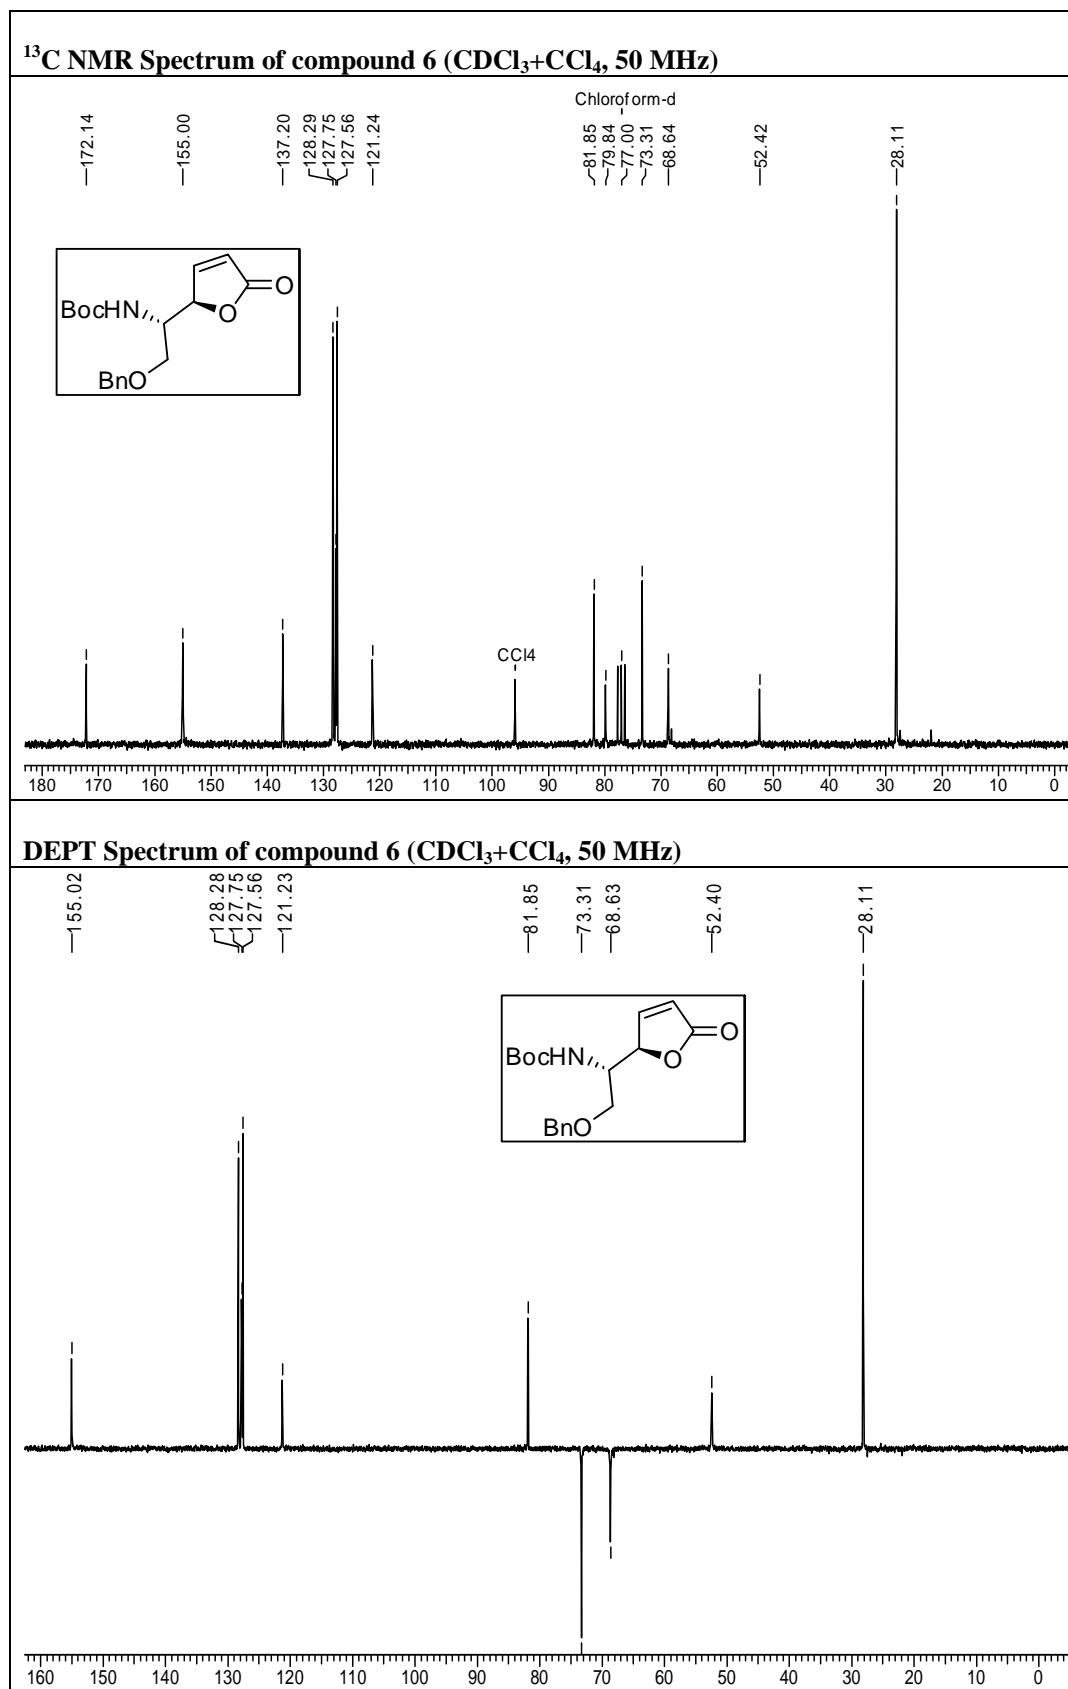 ¹³C NMR Spectrum of compound 6 (CDCl₃+CCl₄, 50 MHz)
Chloroform-d
172.14
155.00
137.20
128.29
127.75
127.56
121.24
81.85
79.84
77.00
73.31
68.64
52.42
28.11
O
BocHN
O
BnO
CCl4
180 170 160 150 140 130 120 110 100 90 80 70 60 50 40 30 20 10 0
DEPT Spectrum of compound 6 (CDCl₃+CCl₄, 50 MHz)
155.02
128.28
127.75
127.56
121.23
81.85
73.31
68.63
52.40
28.11
O
BocHN
O
BnO
160 150 140 130 120 110 100 90 80 70 60 50 40 30 20 10 0